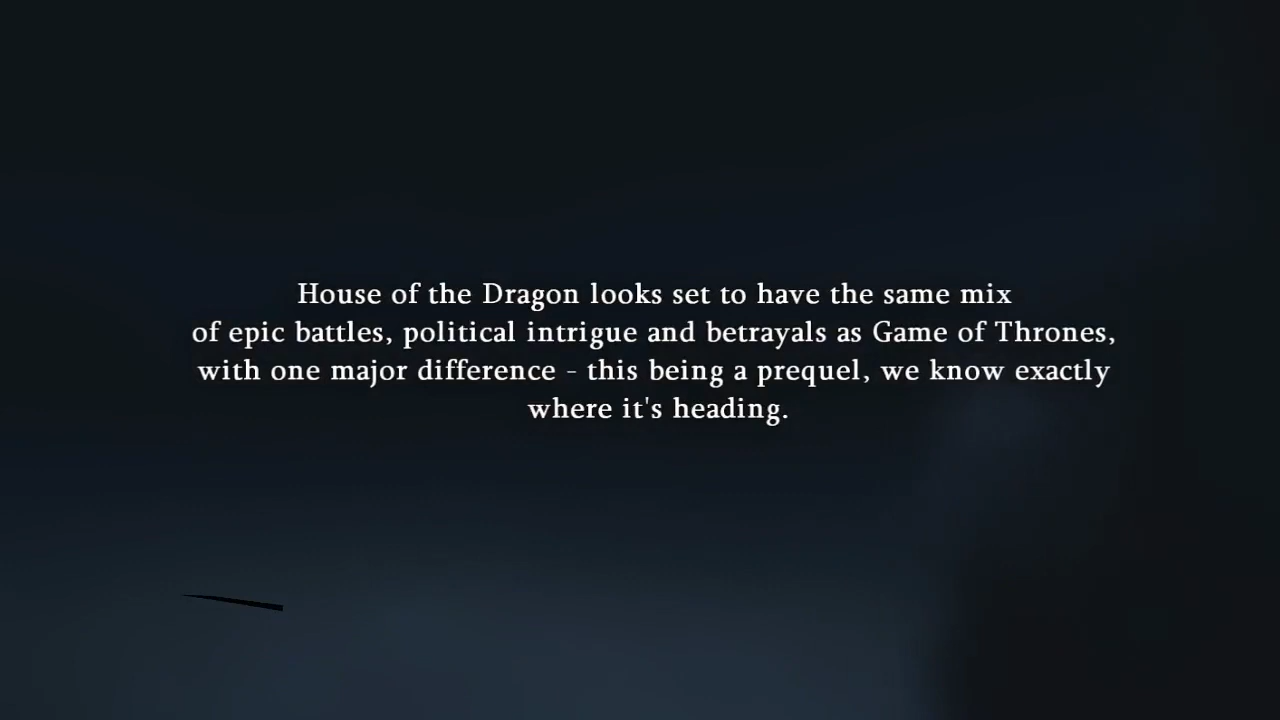 House of the Dragon looks set to have the same mix
of epic battles, political intrigue and betrayals as Game of Thrones,
with one major difference - this being a prequel, we know exactly
where it's heading.